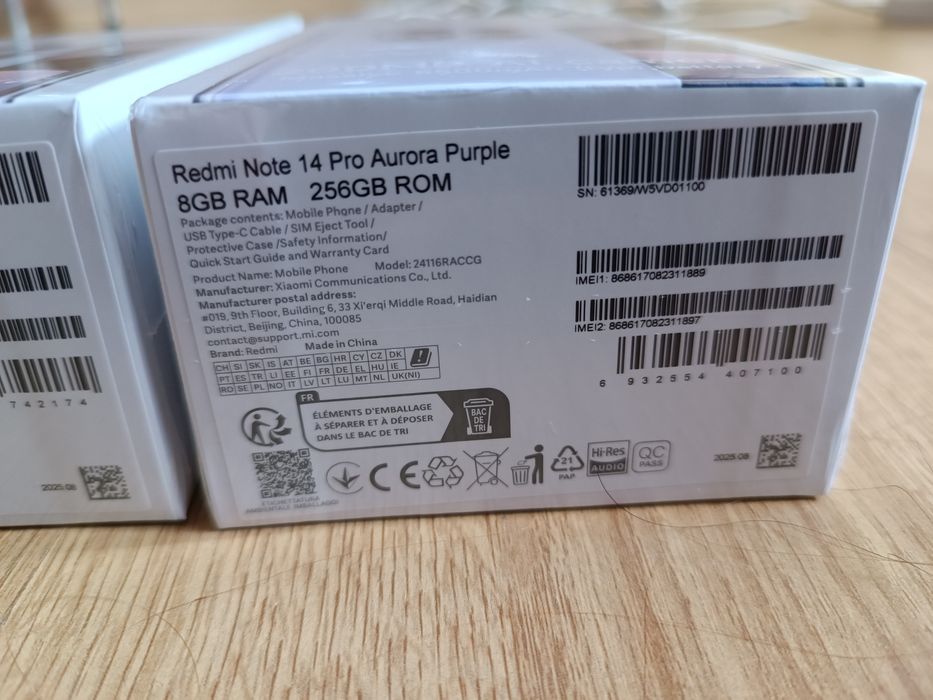 Redmi Note 14 Pro Aurora Purple
8GB RAM 256GB ROM
Package contents: Mobile Phone / Adapter /
USB Type-C Cable / SIM Eject Tool /
Protective Case /Safety Information/
Quick Start Guide and Warranty Card
Product Name: Mobile Phone Model: 24116RACCG
Manufacturer: Xiaomi Communications Co., Ltd.
Manufacturer postal address:
#019, 9th Floor, Building 6, 33 Xi'erqi Middle Road, Haidian
District, Beijing, China, 100085
contact@support.mi.com
Brand: Redmi Made in China
CH SI SK IS AT BE BG HR CY CZ DK
PT ES TR LI EE FI FR DE EL HU IE
RO SE PL NO IT LV LT LU MT NL UK(NI)
FR
ÉLÉMENTS D'EMBALLAGE
À SÉPARER ET À DÉPOSER
DANS LE BAC DE TRI
BAC
DE
TRI
ETICHETTATURA
AMBIENTALE IMBALLAGGI
CE
21
PAP
Hi-Res
AUDIO
QC
PASS
SN: 61369/W5VD01100
IMEI1: 868617082311889
IMEI2: 868617082311897
6 932554 407100
2025.08
742174
2025.08